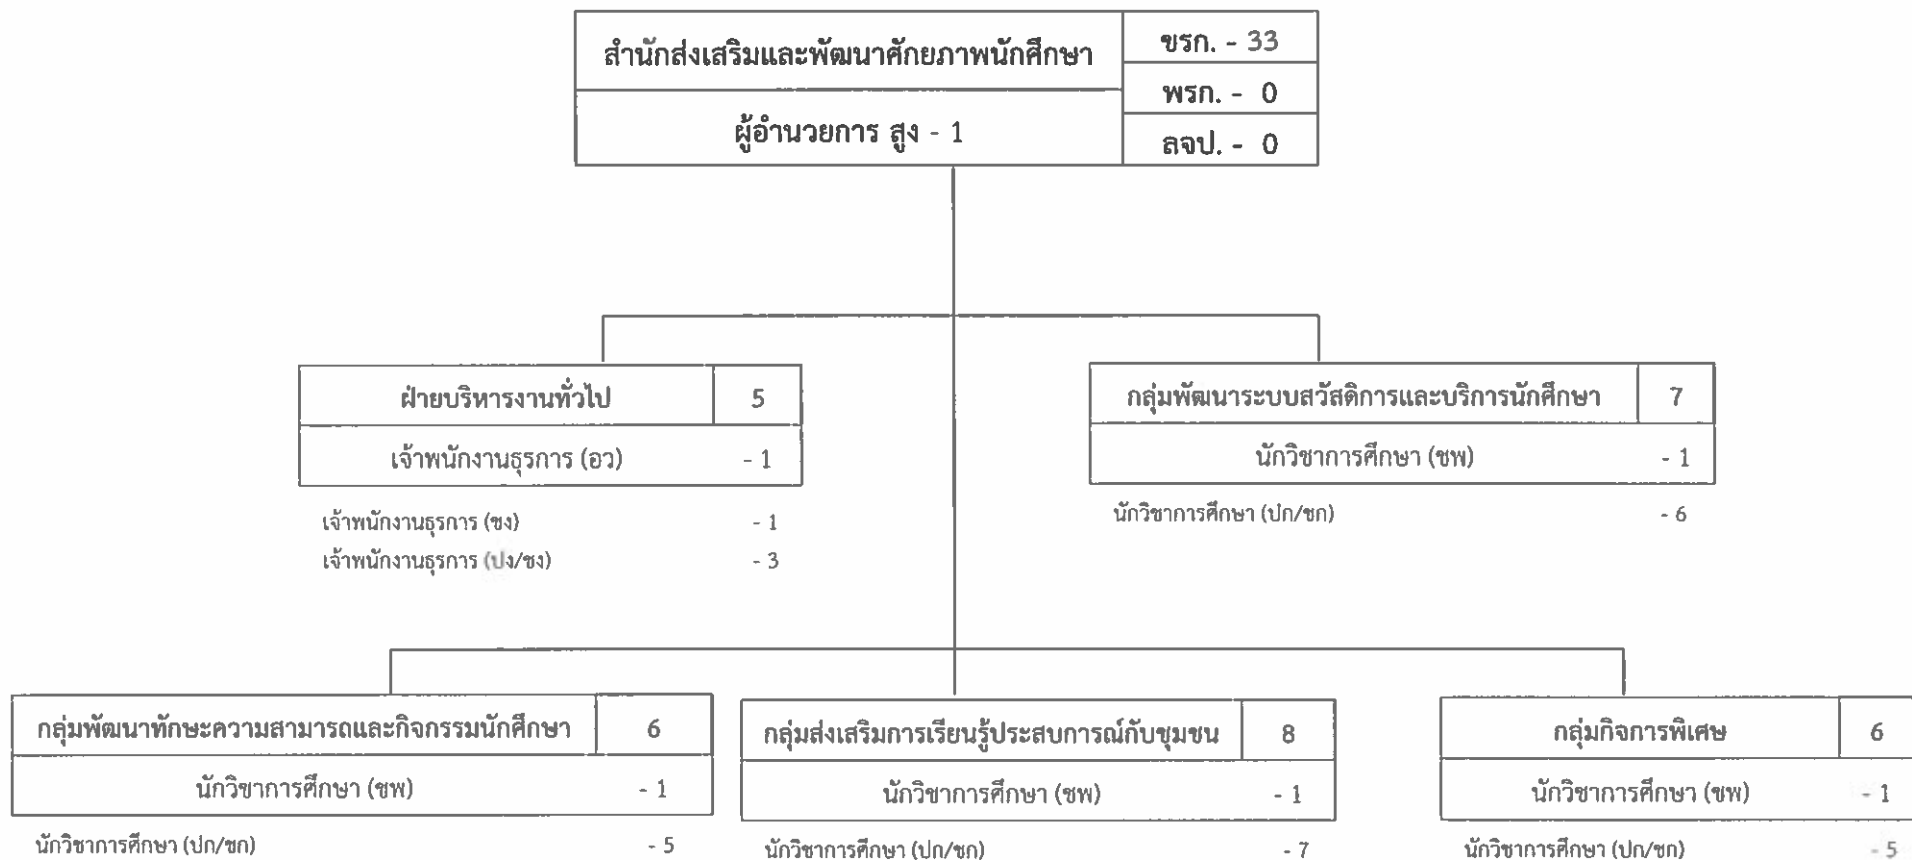 สำนักส่งเสริมและพัฒนาศักยภาพนักศึกษา
ขรก. - 33
พรก. - 0
ผู้อำนวยการ สูง - 1
ลจป. - 0
ฝ่ายบริหารงานทั่วไป 5
เจ้าพนักงานธุรการ (อว) - 1
เจ้าพนักงานธุรการ (ชง) - 1
เจ้าพนักงานธุรการ (ปง/ชง) - 3
กลุ่มพัฒนาระบบสวัสดิการและบริการนักศึกษา 7
นักวิชาการศึกษา (ชพ) - 1
นักวิชาการศึกษา (ปก/ชก) - 6
กลุ่มพัฒนาทักษะความสามารถและกิจกรรมนักศึกษา 6
นักวิชาการศึกษา (ชพ) - 1
นักวิชาการศึกษา (ปก/ชก) - 5
กลุ่มส่งเสริมการเรียนรู้ประสบการณ์กับชุมชน 8
นักวิชาการศึกษา (ชพ) - 1
นักวิชาการศึกษา (ปก/ชก) - 7
กลุ่มกิจการพิเศษ 6
นักวิชาการศึกษา (ชพ) - 1
นักวิชาการศึกษา (ปก/ชก) - 5